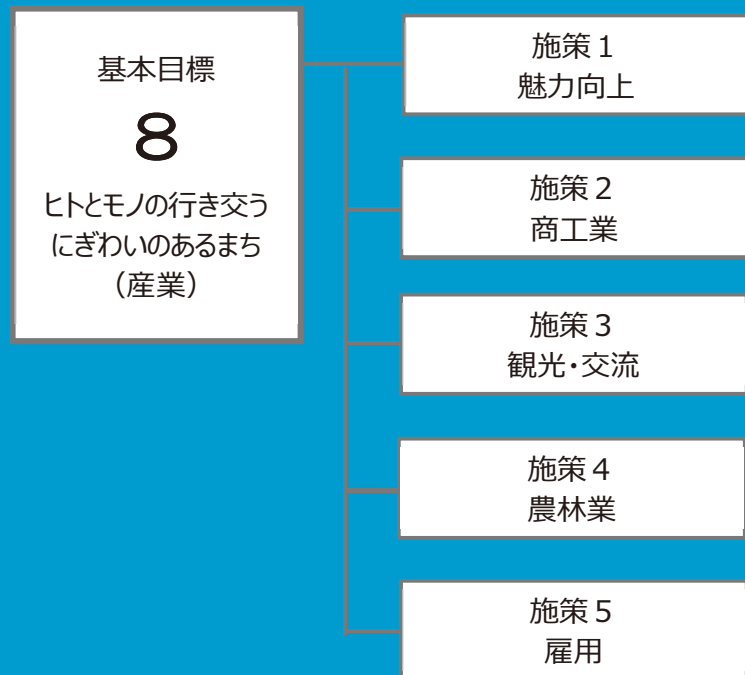 基本目標
8
ヒトとモノの行き交う
にぎわいのあるまち
（産業）
施策１
魅力向上
施策２
商工業
施策３
観光・交流
施策４
農林業
施策５
雇用